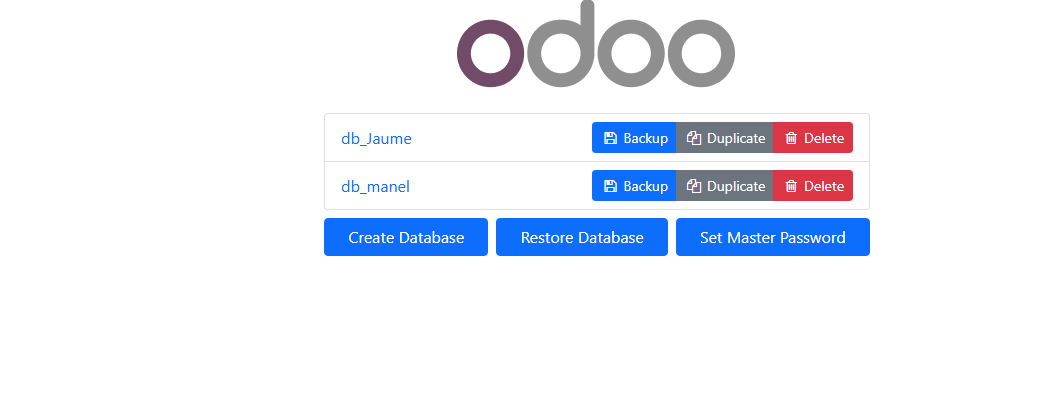 odoo
db_Jaume Backup Duplicate Delete
db_manel Backup Duplicate Delete
Create Database Restore Database Set Master Password